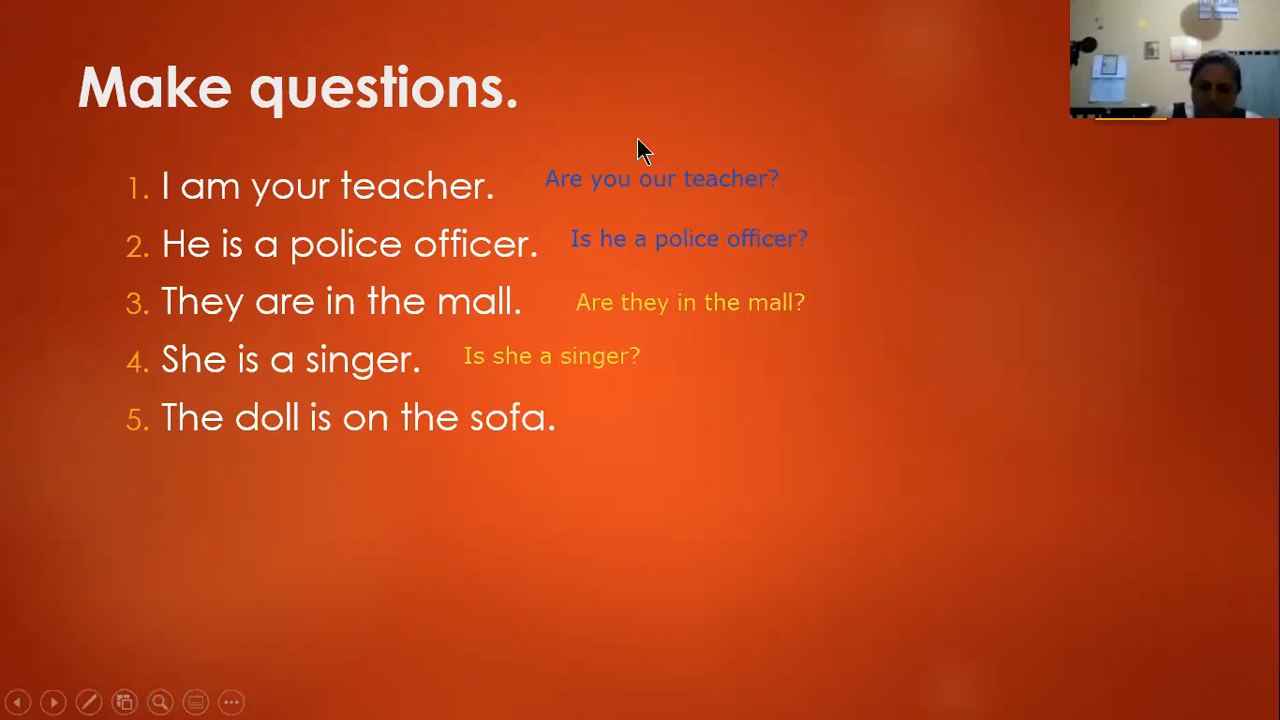 Make questions.
1. I am your teacher. Are you our teacher?
2. He is a police officer. Is he a police officer?
3. They are in the mall. Are they in the mall?
4. She is a singer. Is she a singer?
5. The doll is on the sofa.